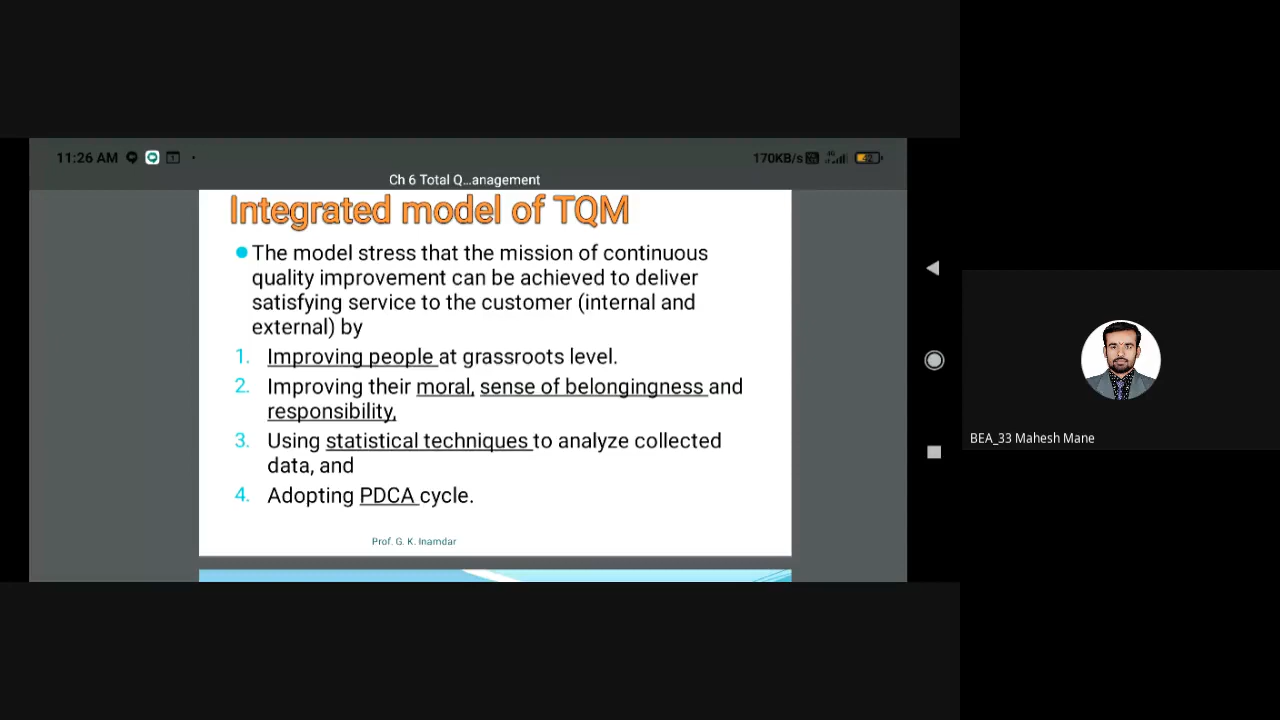 11:26 AM
170KB/s
42
Ch 6 Total Q...anagement
Integrated model of TQM
The model stress that the mission of continuous
quality improvement can be achieved to deliver
satisfying service to the customer (internal and
external) by
1. Improving people at grassroots level.
2. Improving their moral, sense of belongingness and
responsibility,
3. Using statistical techniques to analyze collected
data, and
4. Adopting PDCA cycle.
Prof. G. K. Inamdar
BEA_33 Mahesh Mane